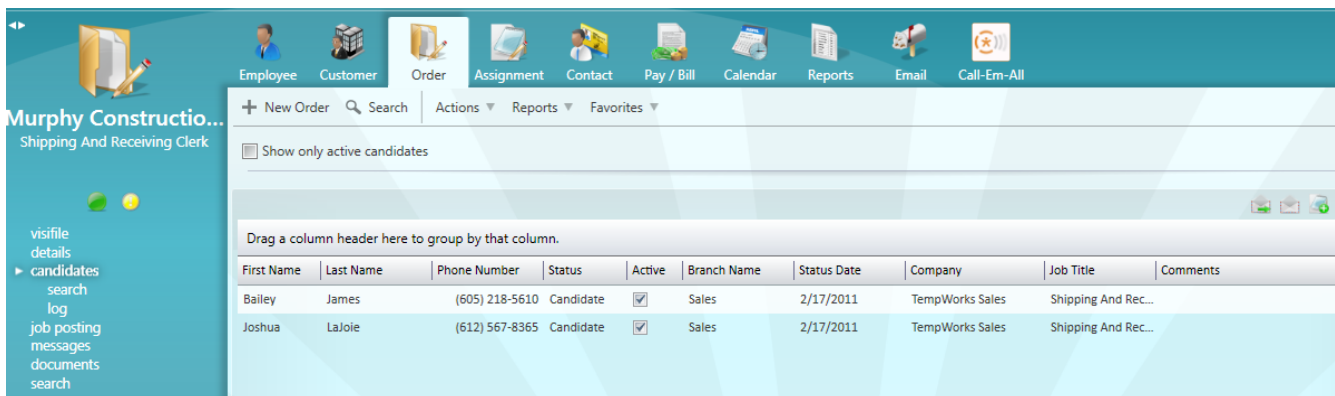 Employee Customer Order Assignment Contact Pay / Bill Calendar Reports Email Call-Em-All
Murphy Constructio...
Shipping And Receiving Clerk
visifile
details
candidates
search
log
job posting
messages
documents
search
New Order Search Actions Reports Favorites
Show only active candidates
Drag a column header here to group by that column.
First Name Last Name Phone Number Status Active Branch Name Status Date Company Job Title Comments
Bailey James (605) 218-5610 Candidate Sales 2/17/2011 TempWorks Sales Shipping And Rec...
Joshua LaJoie (612) 567-8365 Candidate Sales 2/17/2011 TempWorks Sales Shipping And Rec...